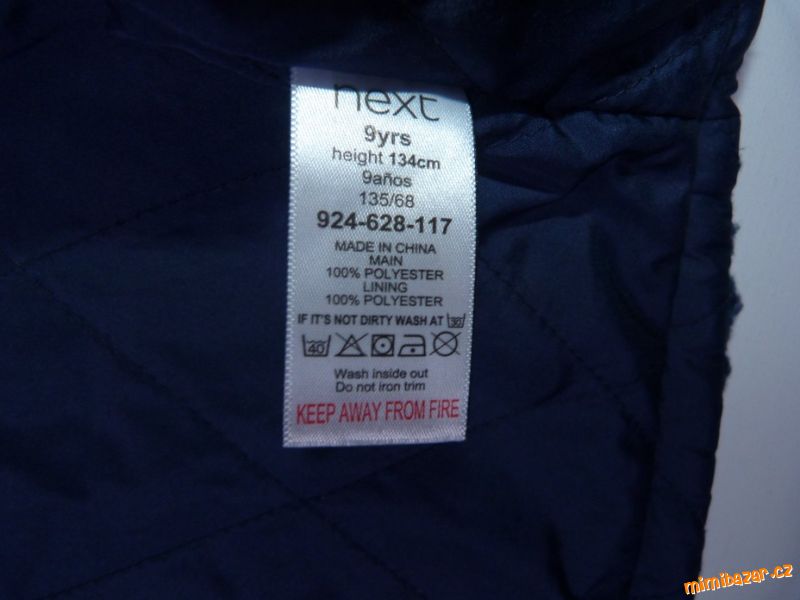 next
9yrs
height 134cm
9años
135/68
924-628-117
MADE IN CHINA
MAIN
100% POLYESTER
LINING
100% POLYESTER
IF IT'S NOT DIRTY WASH AT 30
40
Wash inside out
Do not iron trim
KEEP AWAY FROM FIRE
mimibazar.cz